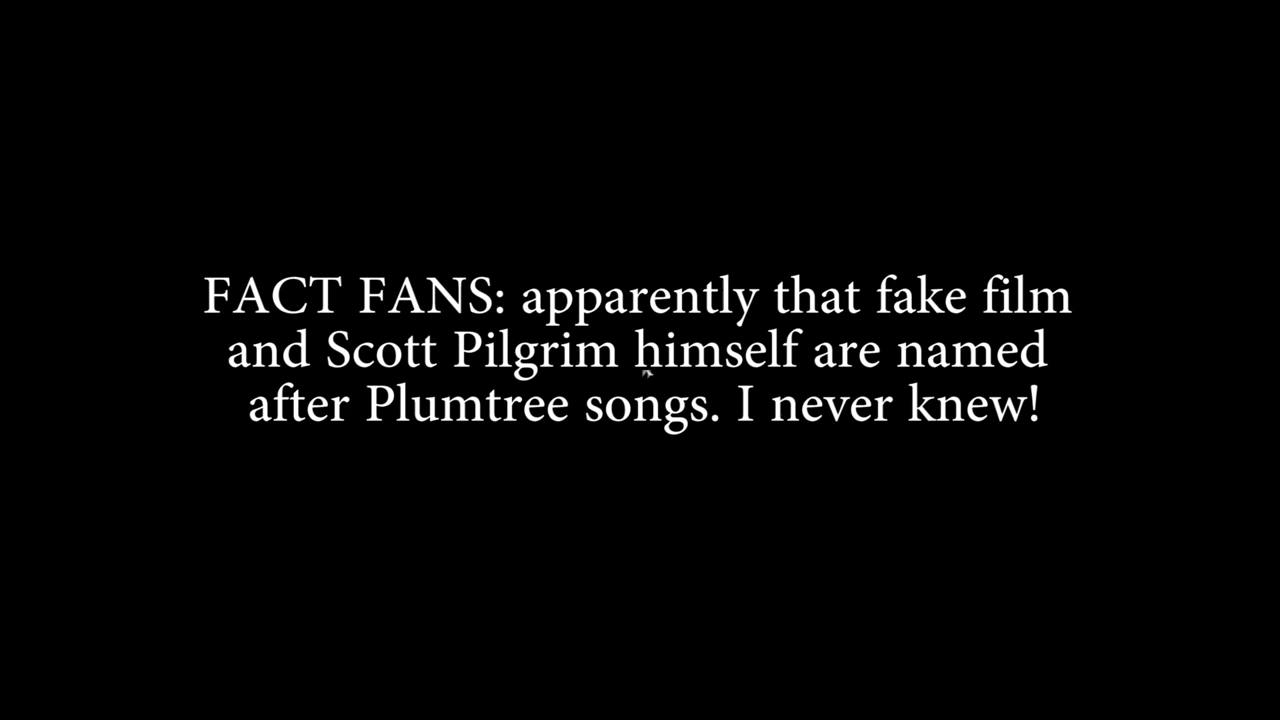 FACT FANS: apparently that fake film
and Scott Pilgrim himself are named
after Plumtree songs. I never knew!